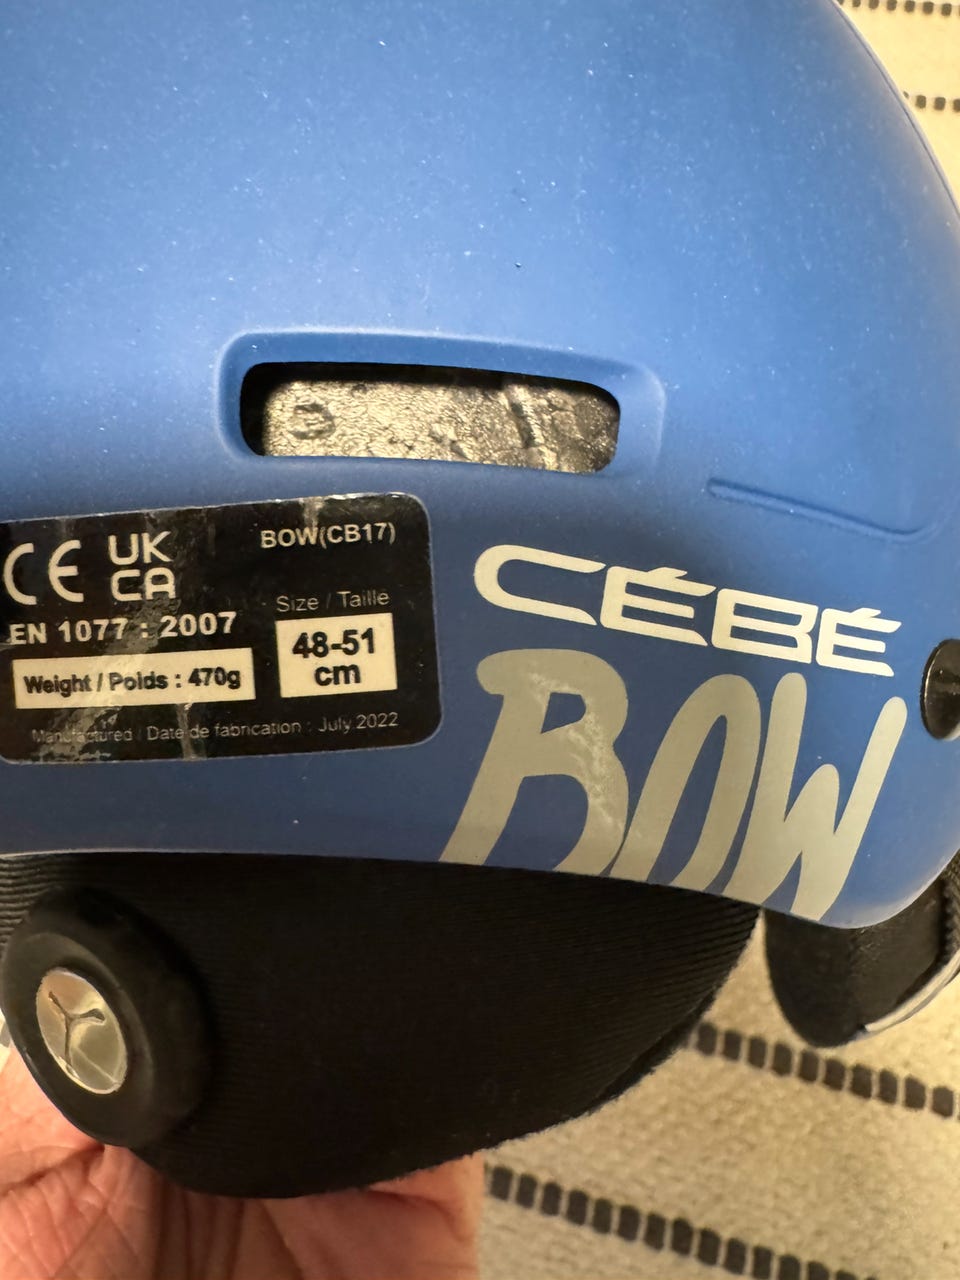 CE UK
CA
BOW(CB17)
EN 1077 : 2007
Size / Taille
48-51
cm
Weight / Poids : 470g
Manufactured / Date de fabrication : July 2022
CÉBÉ
BOW